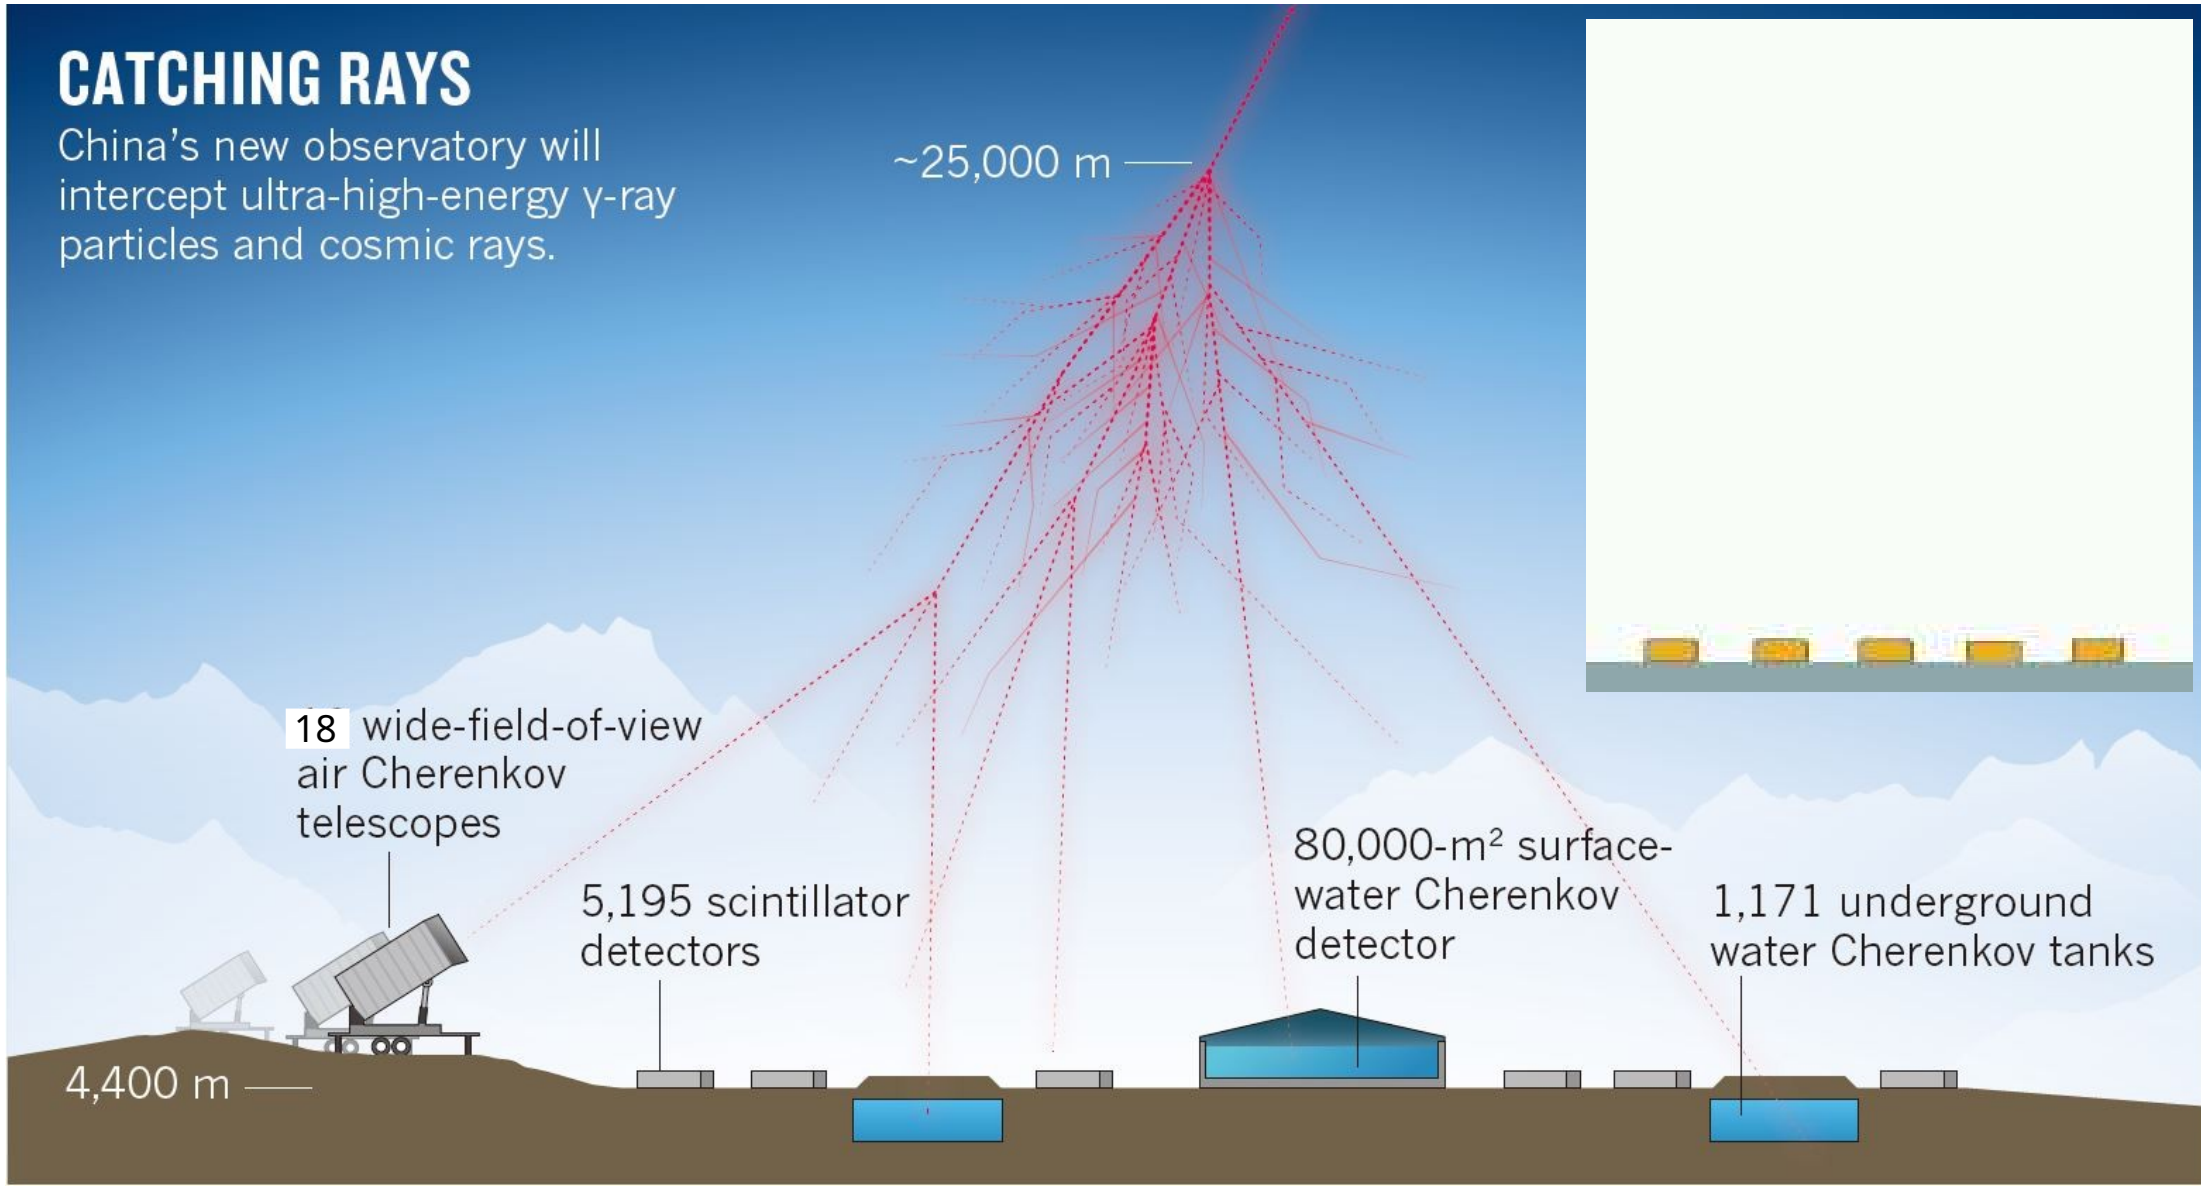 CATCHING RAYS
China's new observatory will
intercept ultra-high-energy γ-ray
particles and cosmic rays.
~25,000 m
18 wide-field-of-view
air Cherenkov
telescopes
5,195 scintillator
detectors
80,000-m² surface-
water Cherenkov
detector
1,171 underground
water Cherenkov tanks
4,400 m